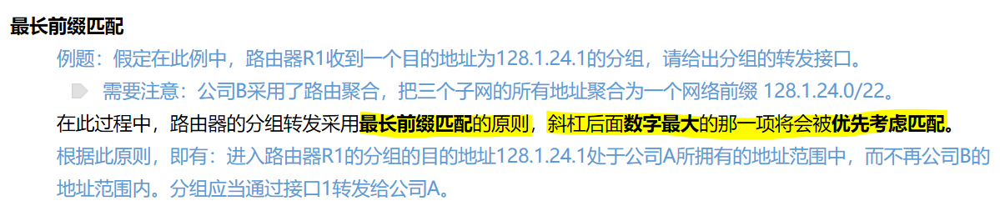 最长前缀匹配
例题：假定在此例中，路由器R1收到一个目的地址为128.1.24.1的分组，请给出分组的转发接口。
需要注意：公司B采用了路由聚合，把三个子网的所有地址聚合为一个网络前缀 128.1.24.0/22。
在此过程中，路由器的分组转发采用最长前缀匹配的原则，斜杠后面数字最大的那一项将会被优先考虑匹配。
根据此原则，即有：进入路由器R1的分组的目的地址128.1.24.1处于公司A所拥有的地址范围中，而不再公司B的
地址范围内。分组应当通过接口1转发给公司A。